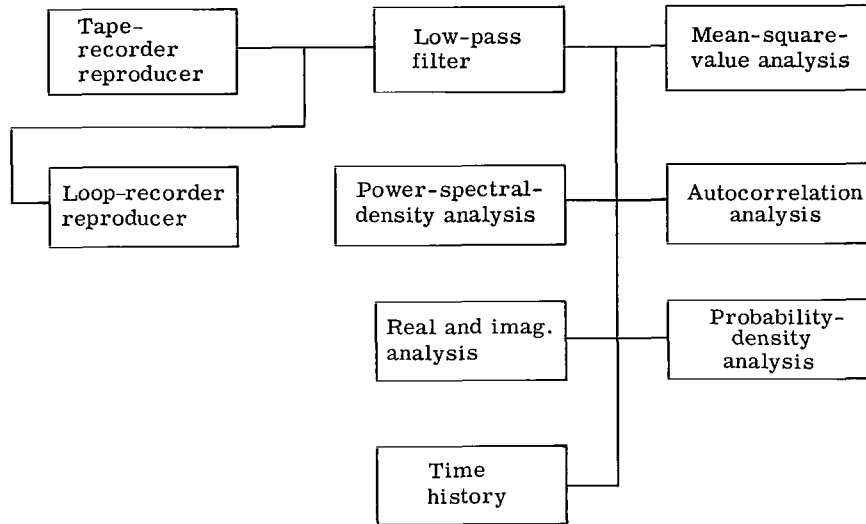 Tape-
recorder
reproducer
Low-pass
filter
Mean-square-
value analysis
Loop-recorder
reproducer
Power-spectral-
density analysis
Autocorrelation
analysis
Real and imag.
analysis
Probability-
density
analysis
Time
history